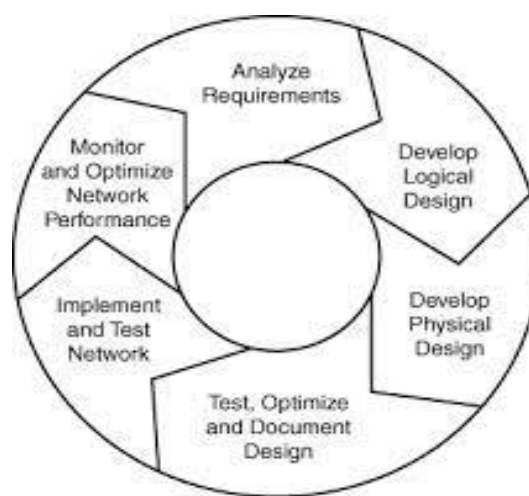 Analyze
Requirements
Develop
Logical
Design
Develop
Physical
Design
Test, Optimize
and Document
Design
Implement
and Test
Network
Monitor
and Optimize
Network
Performance